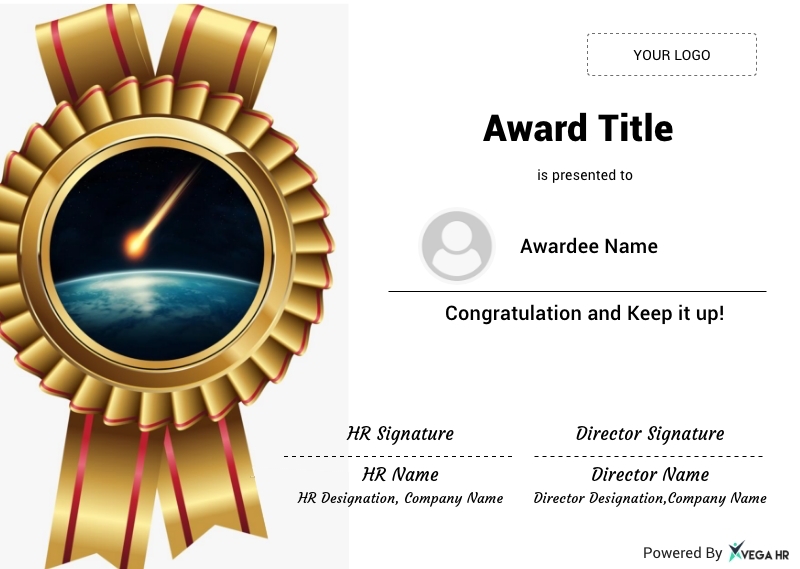 YOUR LOGO
Award Title
is presented to
Awardee Name
Congratulation and Keep it up!
HR Signature
Director Signature
HR Name
Director Name
HR Designation, Company Name
Director Designation,Company Name
Powered By VEGA HR